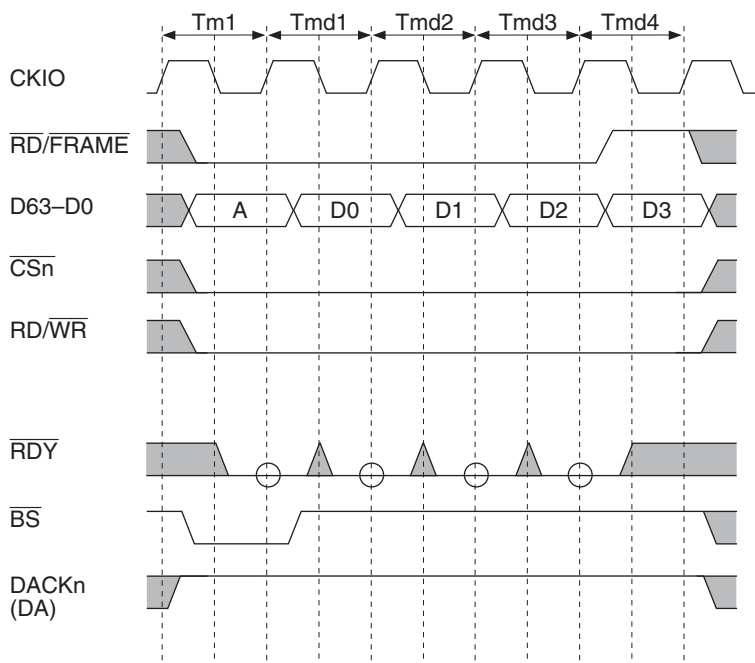 Tm1 Tmd1 Tmd2 Tmd3 Tmd4
CKIO
RD/FRAME
D63–D0 A D0 D1 D2 D3
CSn
RD/WR
RDY
BS
DACKn
(DA)